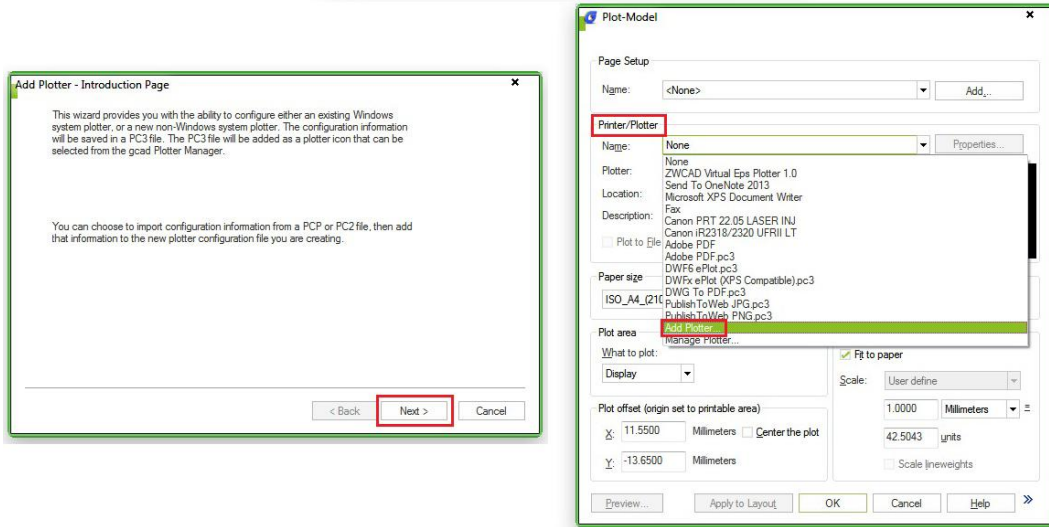 Add Plotter - Introduction Page
This wizard provides you with the ability to configure either an existing Windows
system plotter, or a new non-Windows system plotter. The configuration information
will be saved in a PC3 file. The PC3 file will be added as a plotter icon that can be
selected from the gcad Plotter Manager.
You can choose to import configuration information from a PCP or PC2 file, then add
that information to the new plotter configuration file you are creating.
< Back Next > Cancel
Plot-Model
Page Setup
Name: <None> Add...
Printer/Plotter
Name: None Properties...
Plotter:
Location:
Description:
Plot to File
None
ZWCAD Virtual Eps Plotter 1.0
Send To OneNote 2013
Microsoft XPS Document Writer
Fax
Canon PRT 22.05 LASER INJ
Canon iR2318/2320 UFRII LT
Adobe PDF
Adobe PDF.pc3
DWF6 ePlot.pc3
DWFx ePlot (XPS Compatible).pc3
DWG To PDF.pc3
PublishToWeb JPG.pc3
PublishToWeb PNG.pc3
Add Plotter...
Manage Plotter...
Paper size
ISO_A4_(210
Plot area
What to plot:
Display
Fit to paper
Scale: User define
1.0000 Millimeters =
42.5043 units
Scale lineweights
Plot offset (origin set to printable area)
X: 11.5500 Millimeters Center the plot
Y: -13.6500 Millimeters
Preview... Apply to Layout OK Cancel Help »